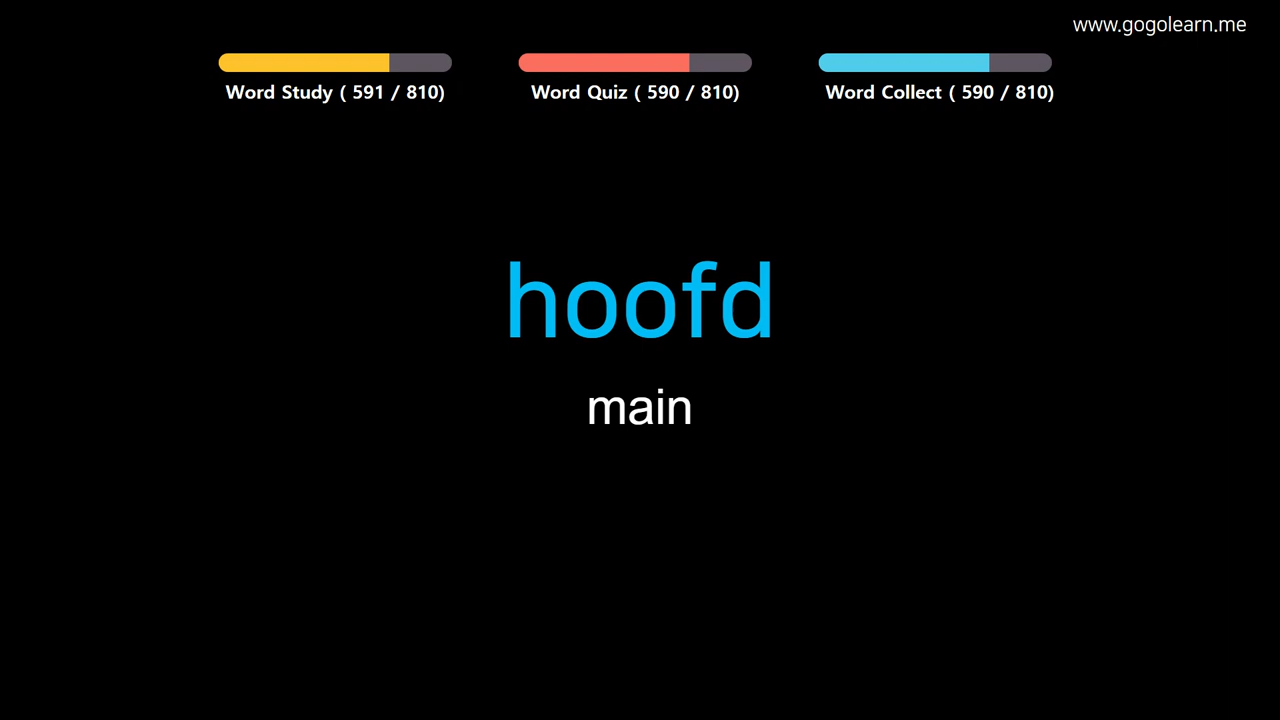 www.gogolearn.me
Word Study ( 591 / 810)
Word Quiz ( 590 / 810)
Word Collect ( 590 / 810)
hoofd
main